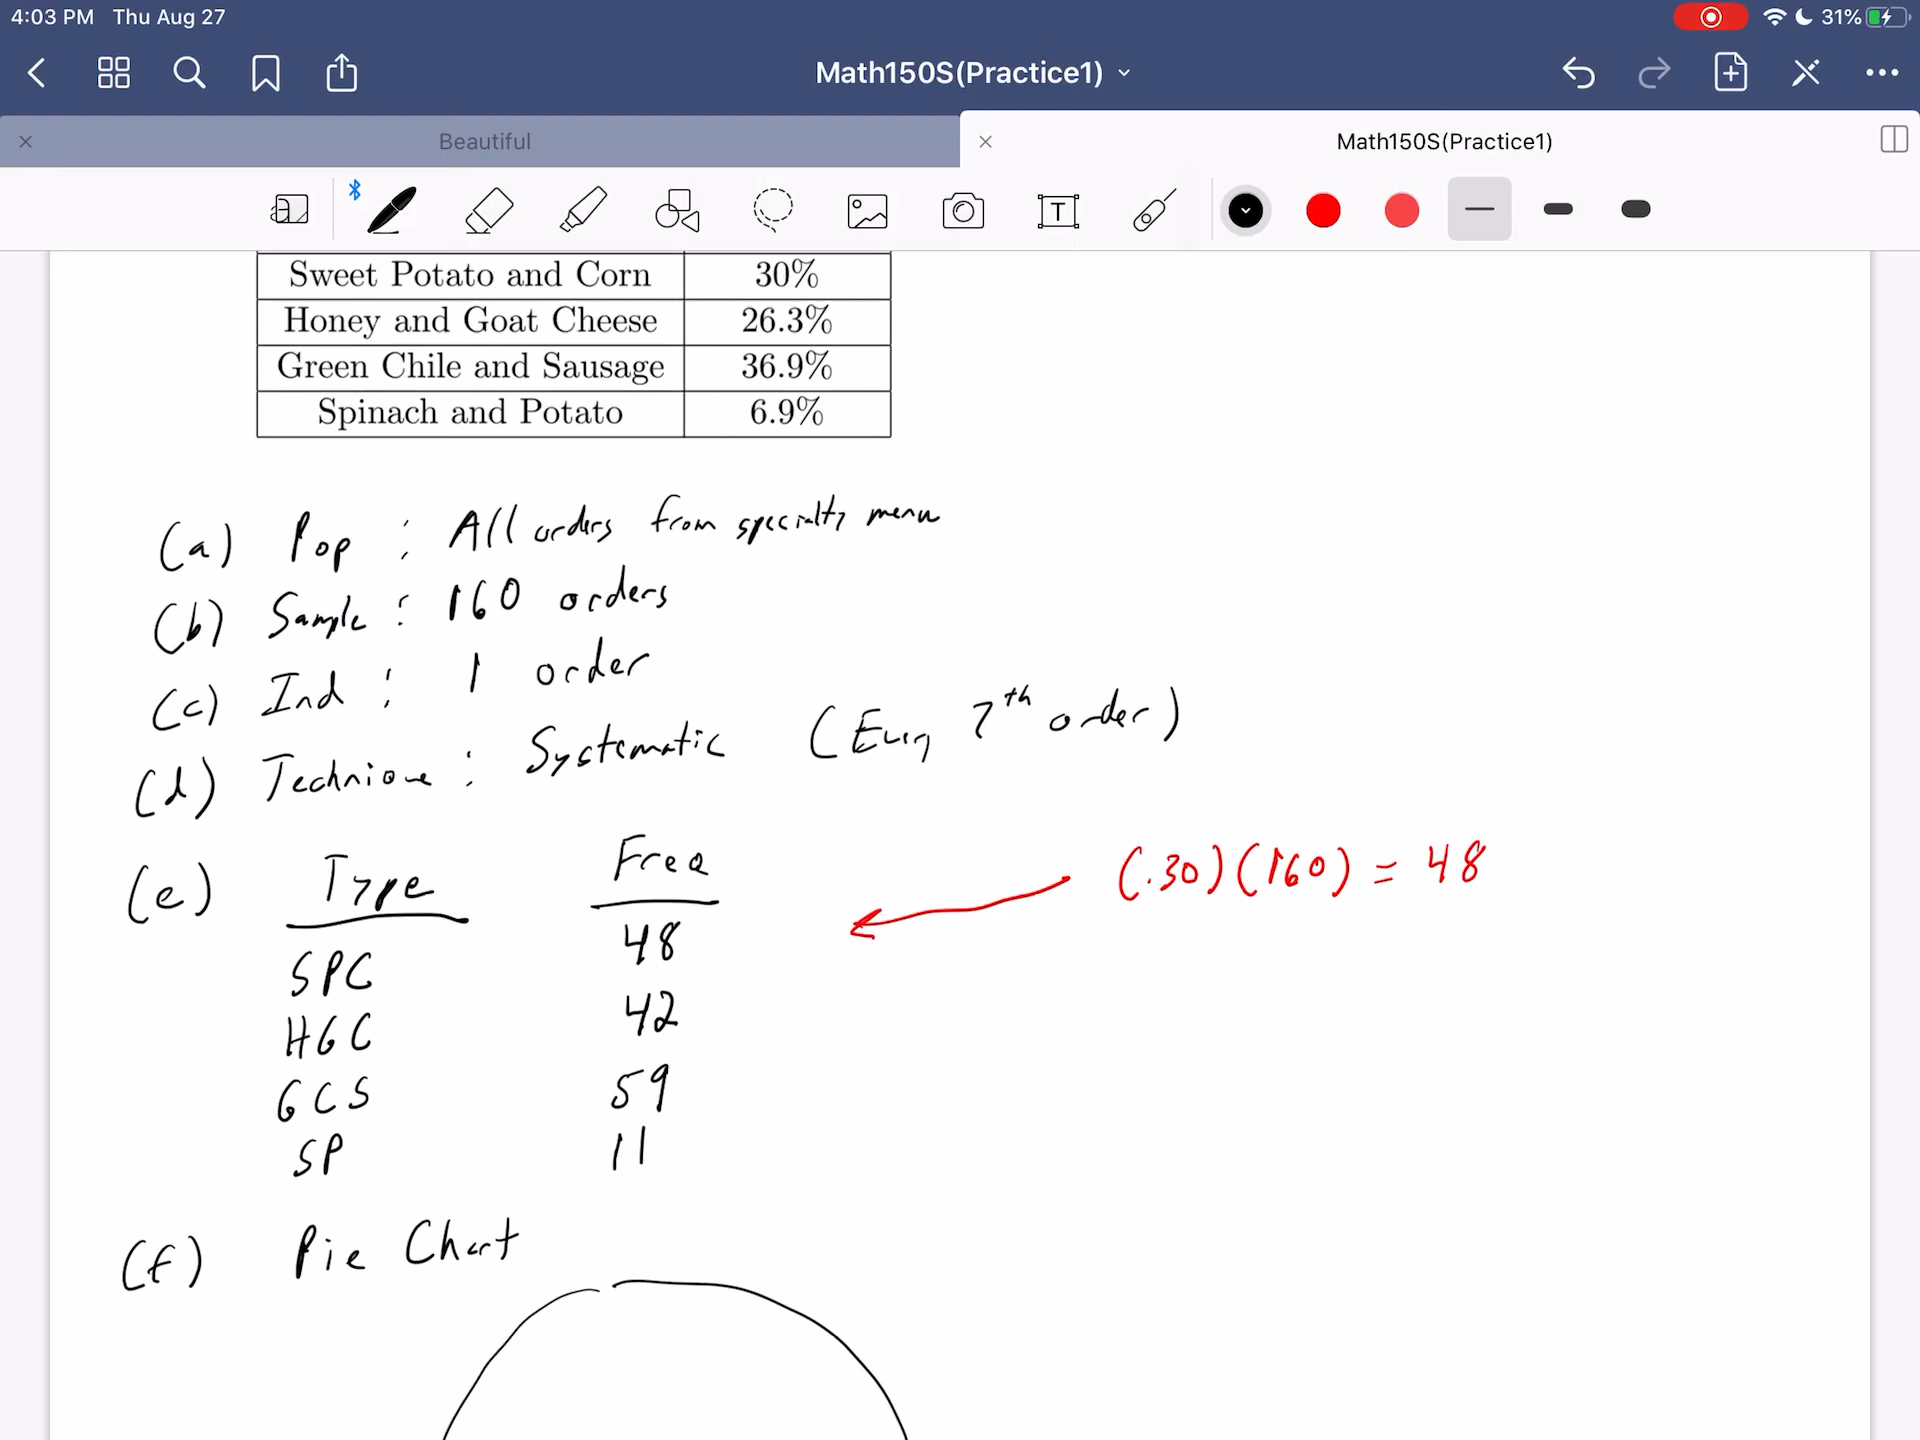 4:03 PM Thu Aug 27
31%
Math150S(Practice1)
Beautiful
Math150S(Practice1)
a
T
Sweet Potato and Corn 30%
Honey and Goat Cheese 26.3%
Green Chile and Sausage 36.9%
Spinach and Potato 6.9%
(a) Pop : All orders from specialty menu
(b) Sample : 160 orders
(c) Ind : 1 order
(d) Technique : Systematic (Every 7th order)
(e) Type Freq
(.30)(160) = 48
SPC 48
HGC 42
GCS 59
SP 11
(f) Pie Chart